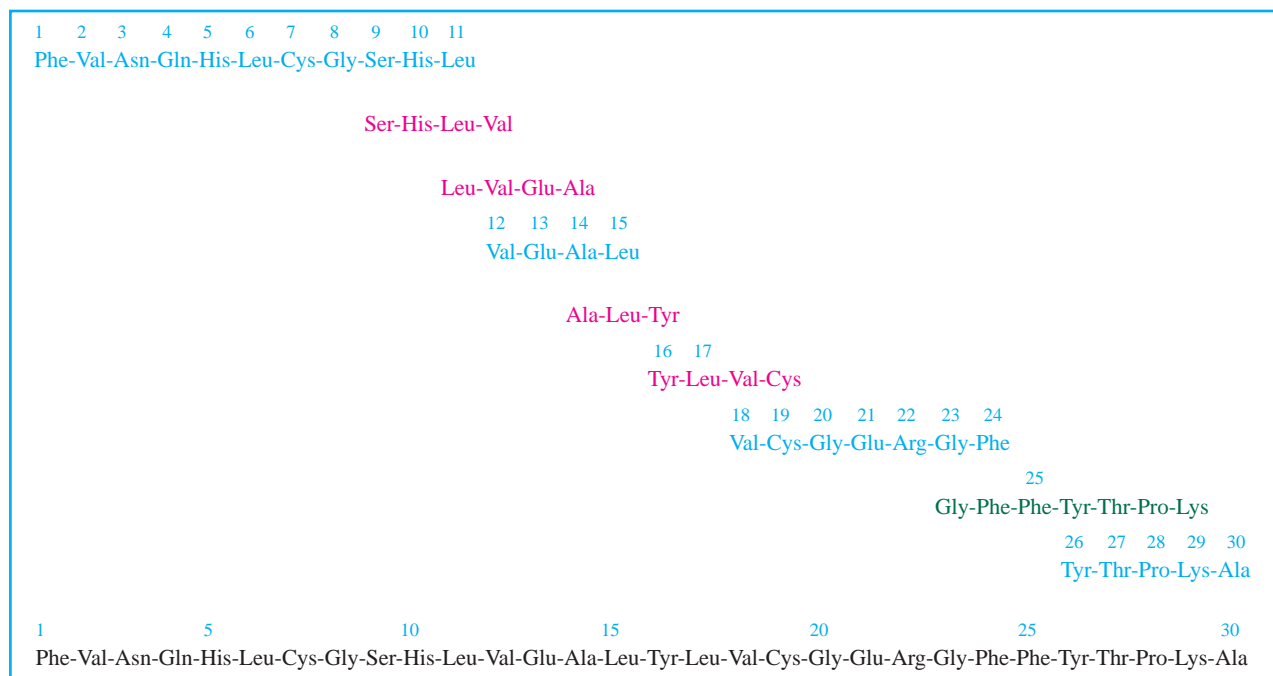 1 2 3 4 5 6 7 8 9 10 11
Phe-Val-Asn-Gln-His-Leu-Cys-Gly-Ser-His-Leu
Ser-His-Leu-Val
Leu-Val-Glu-Ala
12 13 14 15
Val-Glu-Ala-Leu
Ala-Leu-Tyr
16 17
Tyr-Leu-Val-Cys
18 19 20 21 22 23 24
Val-Cys-Gly-Glu-Arg-Gly-Phe
25
Gly-Phe-Phe-Tyr-Thr-Pro-Lys
26 27 28 29 30
Tyr-Thr-Pro-Lys-Ala
1 5 10 15 20 25 30
Phe-Val-Asn-Gln-His-Leu-Cys-Gly-Ser-His-Leu-Val-Glu-Ala-Leu-Tyr-Leu-Val-Cys-Gly-Glu-Arg-Gly-Phe-Phe-Tyr-Thr-Pro-Lys-Ala